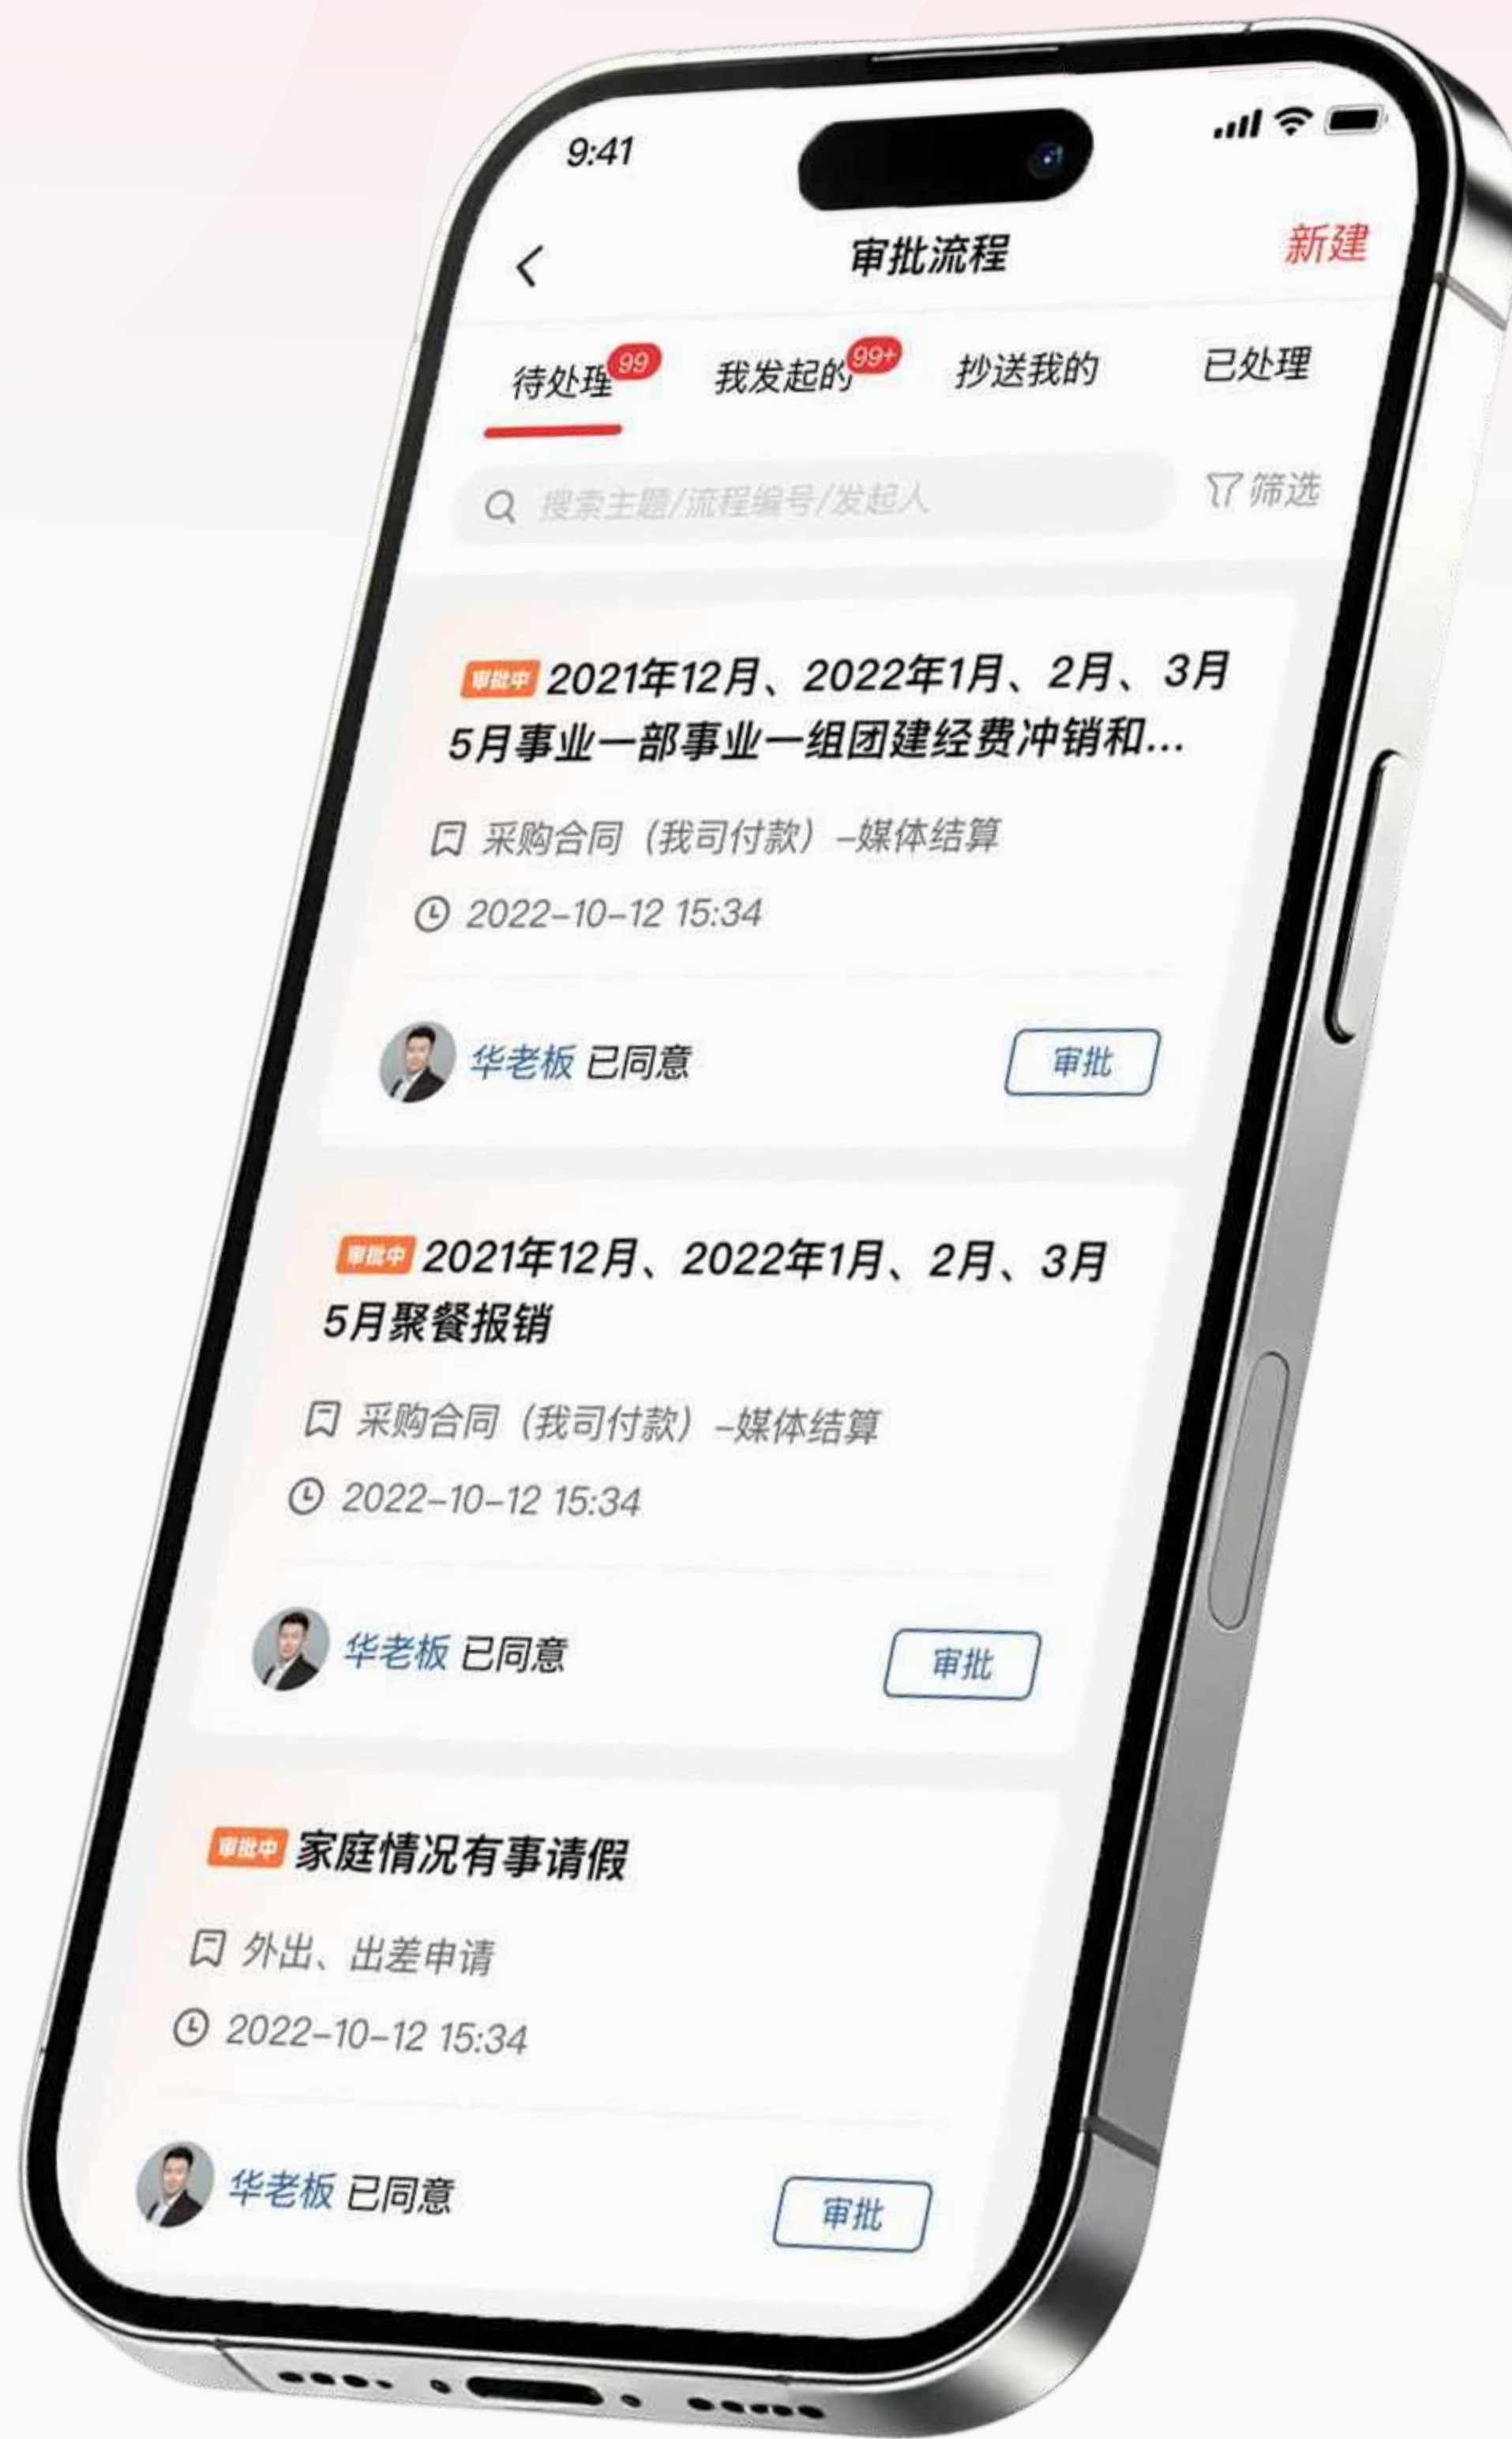 9:41
审批流程
新建
待处理 99 我发起的 99+ 抄送我的 已处理
搜索主题/流程编号/发起人 筛选
审批中 2021年12月、2022年1月、2月、3月
5月事业一部事业一组团建经费冲销和...
采购合同（我司付款）-媒体结算
2022-10-12 15:34
华老板 已同意 审批
审批中 2021年12月、2022年1月、2月、3月
5月聚餐报销
采购合同（我司付款）-媒体结算
2022-10-12 15:34
华老板 已同意 审批
审批中 家庭情况有事请假
外出、出差申请
2022-10-12 15:34
华老板 已同意 审批